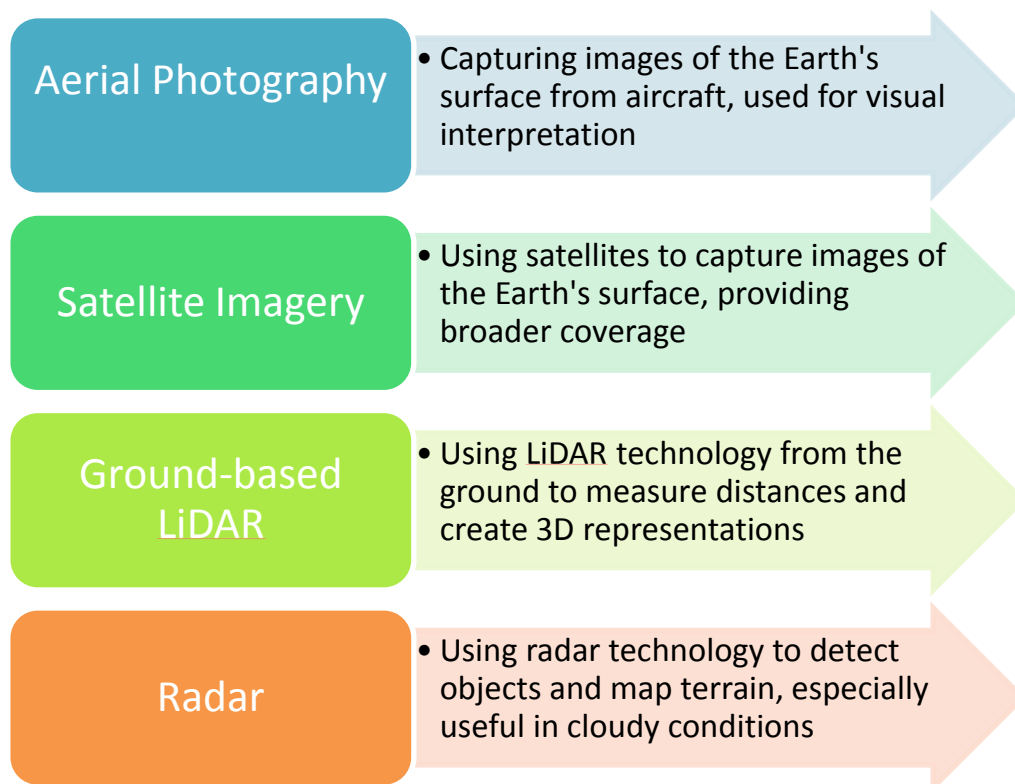 Aerial Photography
• Capturing images of the Earth's
surface from aircraft, used for visual
interpretation
Satellite Imagery
• Using satellites to capture images of
the Earth's surface, providing
broader coverage
Ground-based
LiDAR
• Using LiDAR technology from the
ground to measure distances and
create 3D representations
Radar
• Using radar technology to detect
objects and map terrain, especially
useful in cloudy conditions